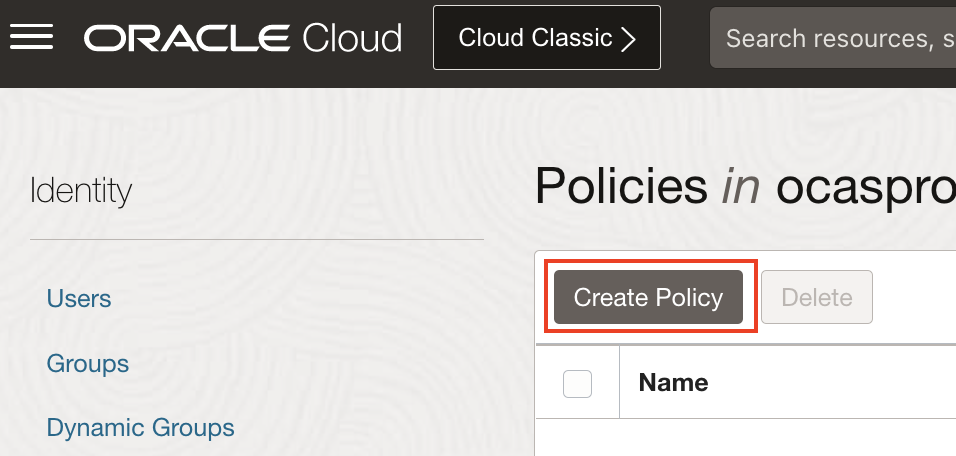 ORACLE Cloud
Cloud Classic
Search resources,
Identity
Users
Groups
Dynamic Groups
Policies in ocaspro
Create Policy
Delete
Name